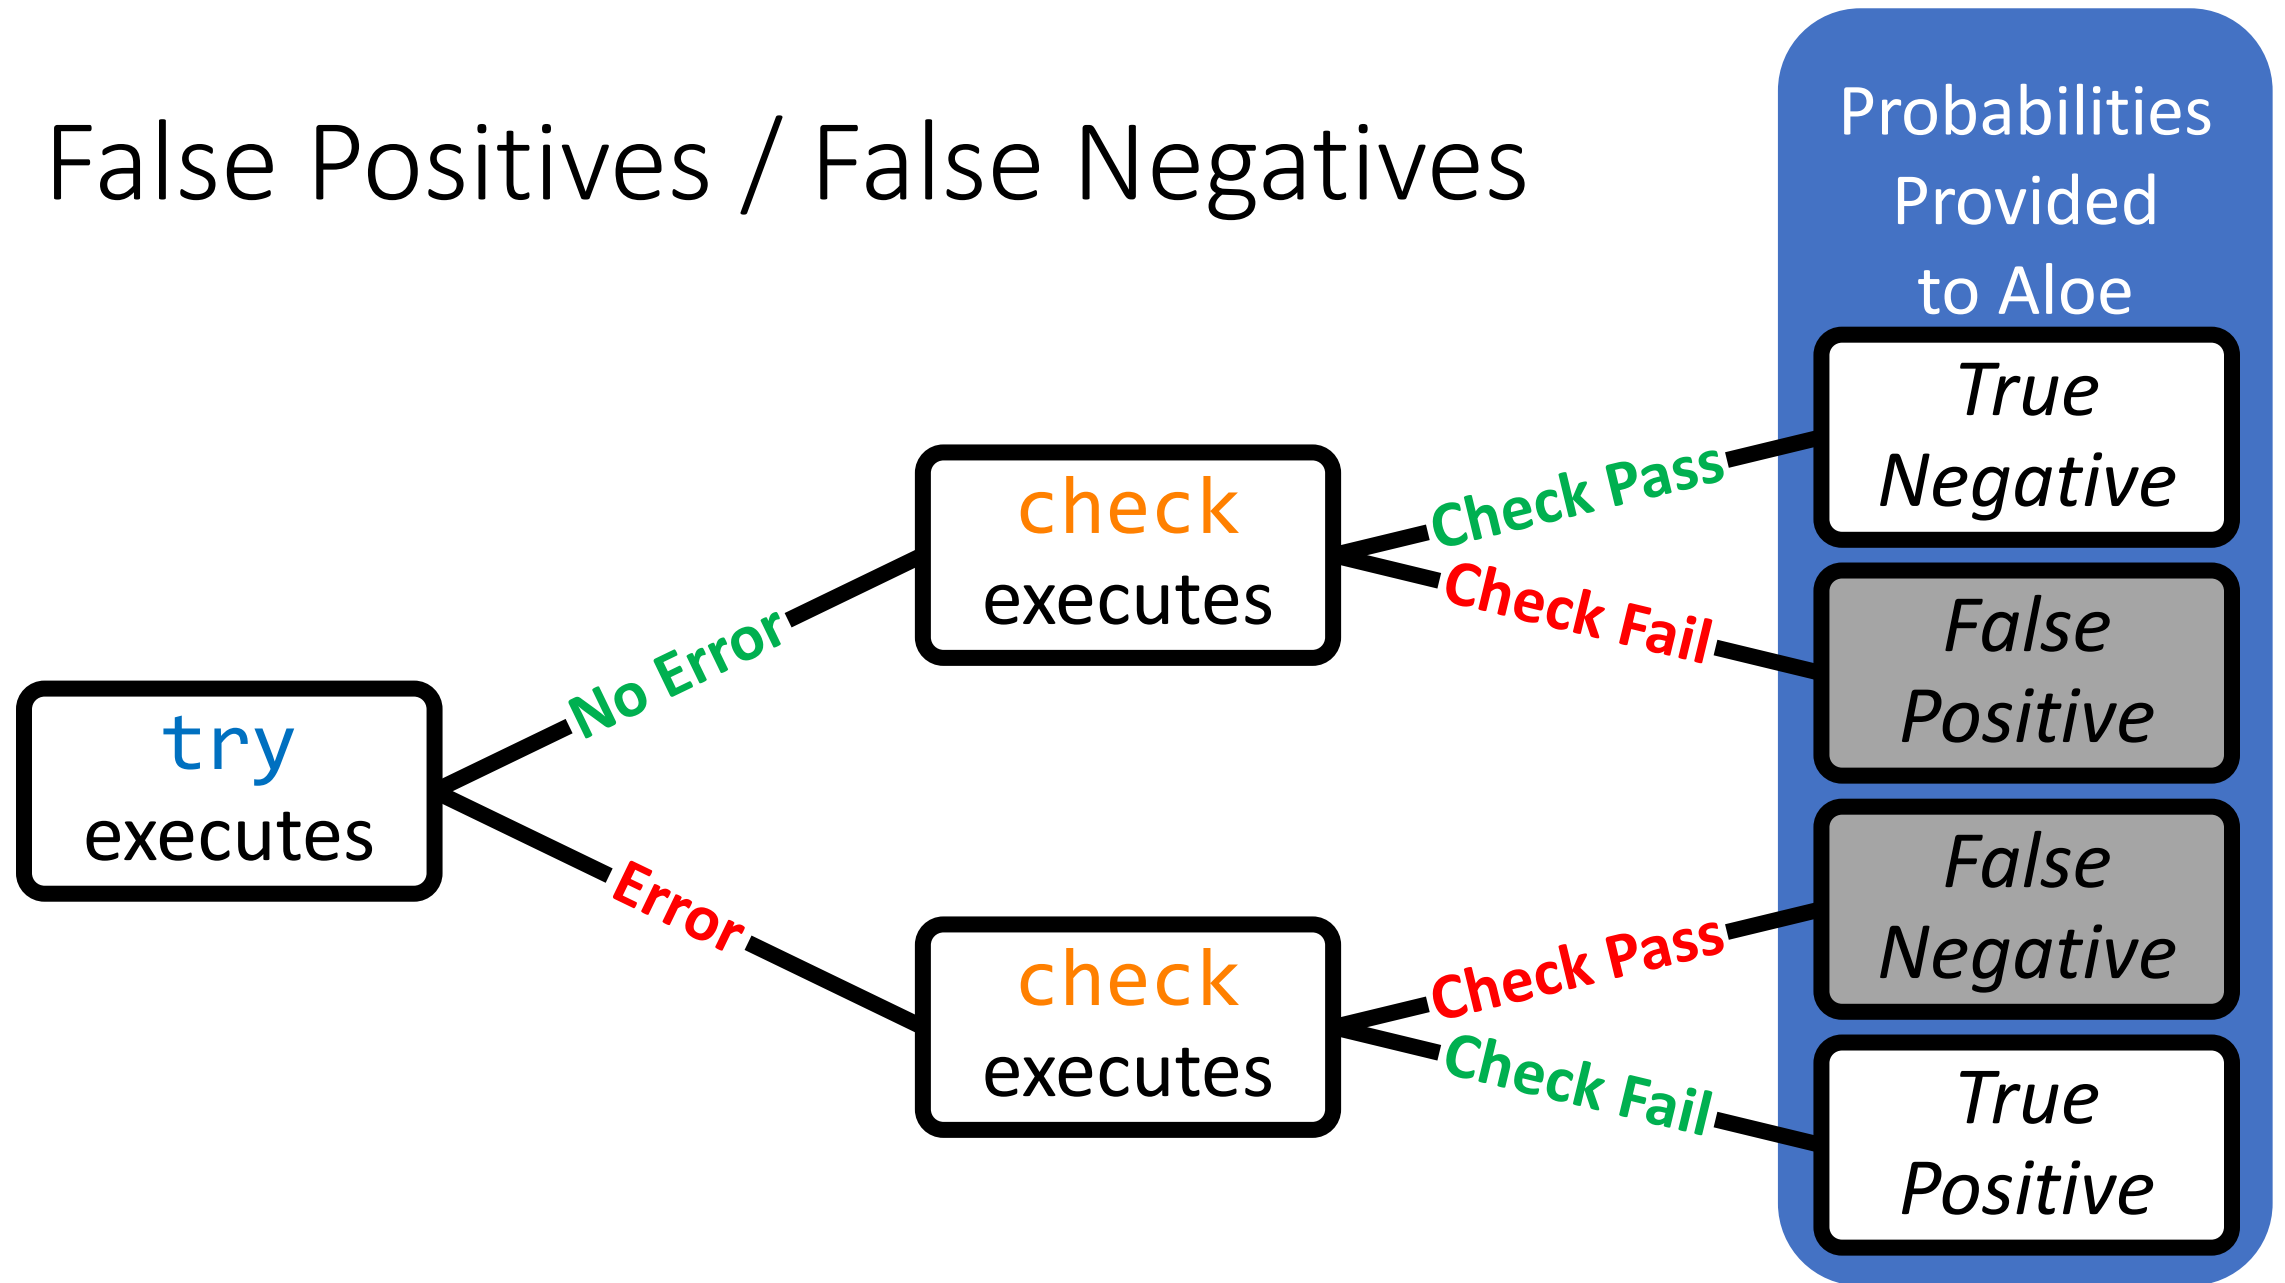 False Positives / False Negatives
Probabilities
Provided
to Aloe
try
executes
No Error
Error
check
executes
Check Pass
Check Fail
check
executes
Check Pass
Check Fail
True
Negative
False
Positive
False
Negative
True
Positive